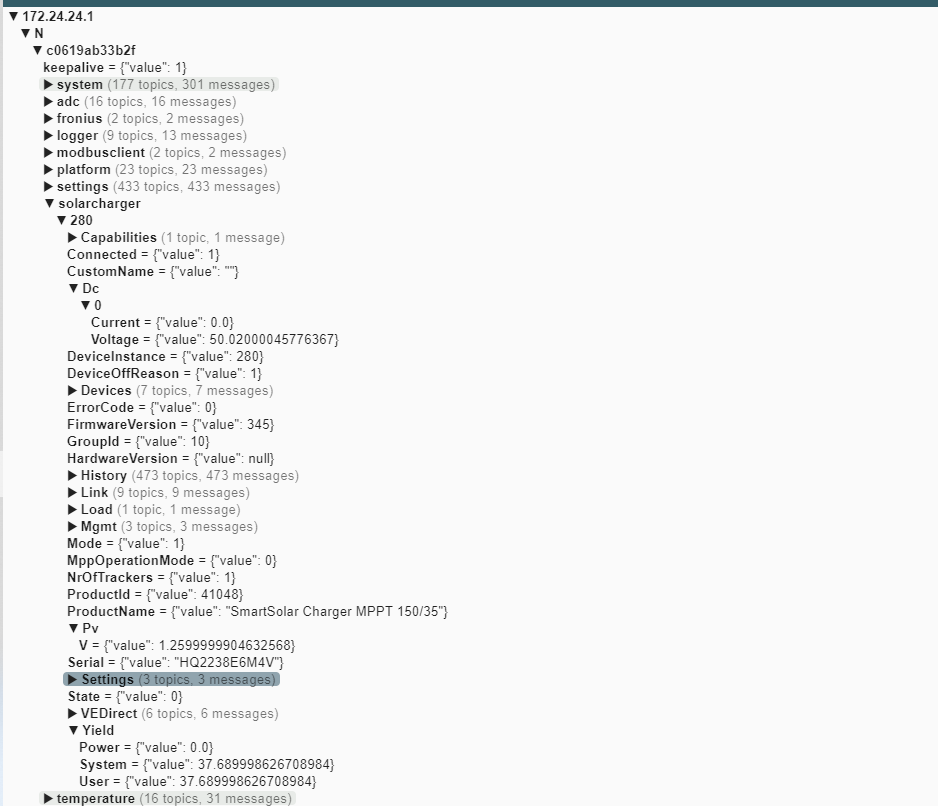 ▼ 172.24.24.1
▼ N
▼ c0619ab33b2f
keepalive = {"value": 1}
▶ system (177 topics, 301 messages)
▶ adc (16 topics, 16 messages)
▶ fronius (2 topics, 2 messages)
▶ logger (9 topics, 13 messages)
▶ modbusclient (2 topics, 2 messages)
▶ platform (23 topics, 23 messages)
▶ settings (433 topics, 433 messages)
▼ solarcharger
▼ 280
▶ Capabilities (1 topic, 1 message)
Connected = {"value": 1}
CustomName = {"value": ""}
▼ Dc
▼ 0
Current = {"value": 0.0}
Voltage = {"value": 50.02000045776367}
DeviceInstance = {"value": 280}
DeviceOffReason = {"value": 1}
▶ Devices (7 topics, 7 messages)
ErrorCode = {"value": 0}
FirmwareVersion = {"value": 345}
GroupId = {"value": 10}
HardwareVersion = {"value": null}
▶ History (473 topics, 473 messages)
▶ Link (9 topics, 9 messages)
▶ Load (1 topic, 1 message)
▶ Mgmt (3 topics, 3 messages)
Mode = {"value": 1}
MppOperationMode = {"value": 0}
NrOfTrackers = {"value": 1}
ProductId = {"value": 41048}
ProductName = {"value": "SmartSolar Charger MPPT 150/35"}
▼ Pv
V = {"value": 1.2599999904632568}
Serial = {"value": "HQ2238E6M4V"}
▶ Settings (3 topics, 3 messages)
State = {"value": 0}
▶ VEDirect (6 topics, 6 messages)
▼ Yield
Power = {"value": 0.0}
System = {"value": 37.689998626708984}
User = {"value": 37.689998626708984}
▶ temperature (16 topics, 31 messages)